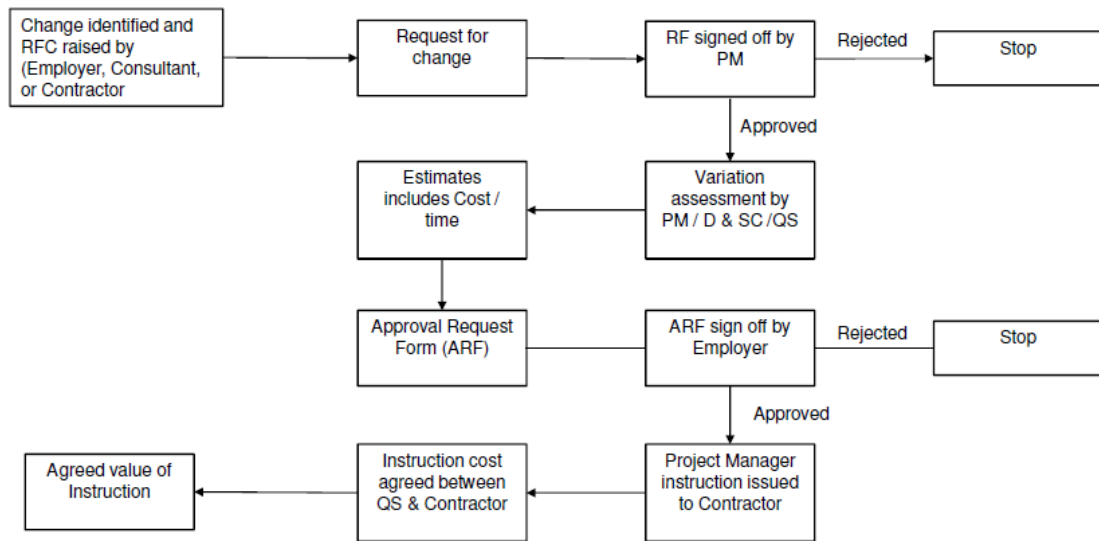 Change identified and
RFC raised by
(Employer, Consultant,
or Contractor
Request for
change
RF signed off by
PM
Rejected
Stop
Approved
Estimates
includes Cost /
time
Variation
assessment by
PM / D & SC /QS
Approval Request
Form (ARF)
ARF sign off by
Employer
Rejected
Stop
Approved
Agreed value of
Instruction
Instruction cost
agreed between
QS & Contractor
Project Manager
instruction issued
to Contractor